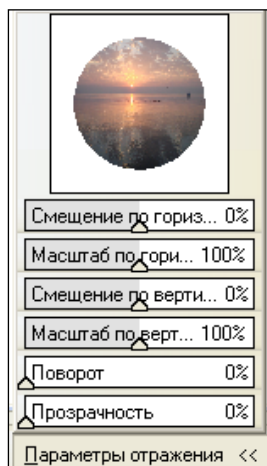 Смещение по гориз... 0%
Масштаб по гори... 100%
Смещение по верти... 0%
Масштаб по верт... 100%
Поворот 0%
Прозрачность 0%
Параметры отражения <<